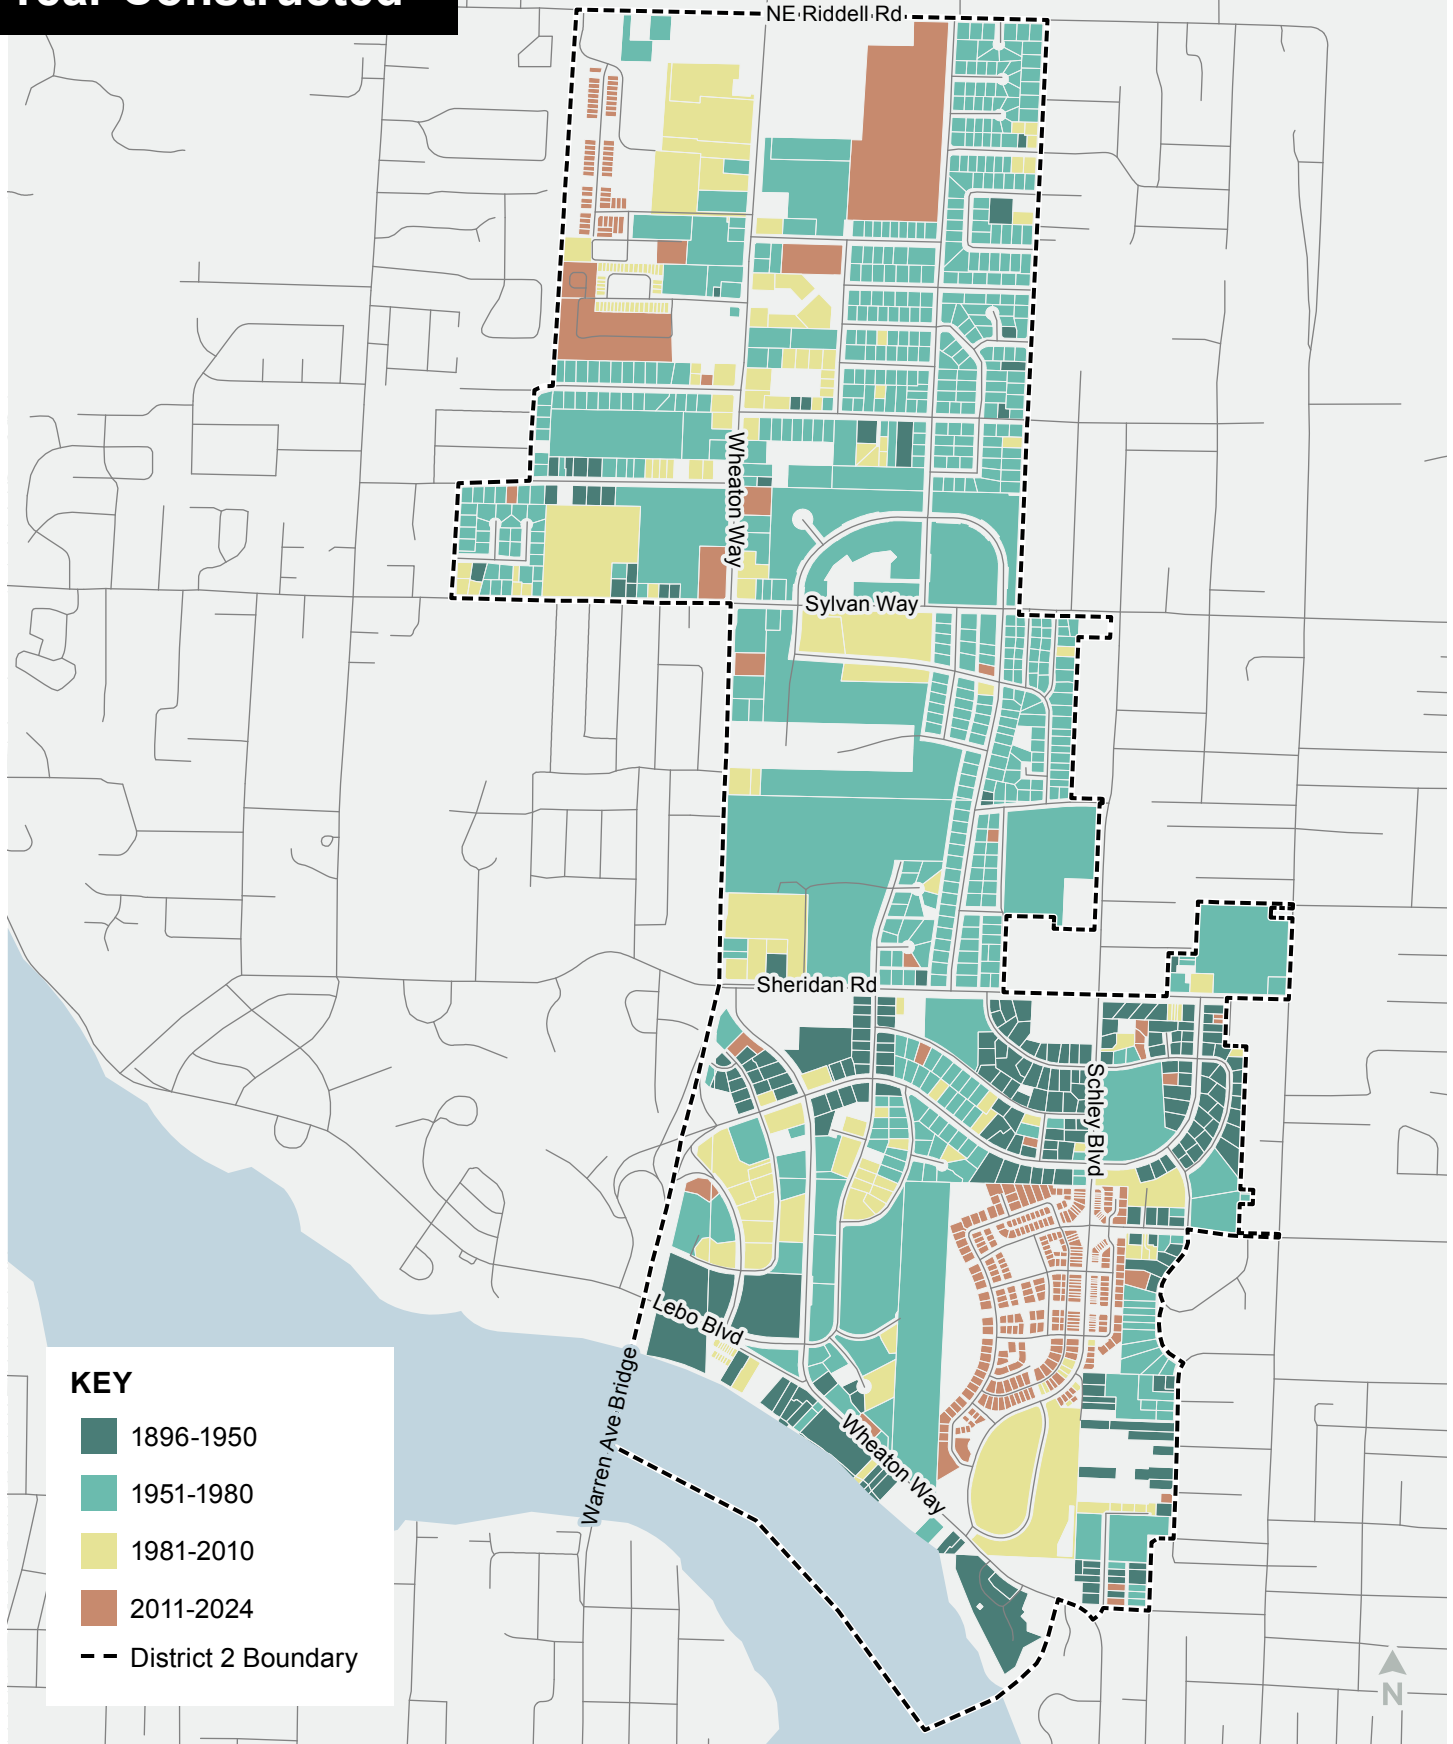 Year Constructed
NE Riddell Rd
Wheaton Way
Sylvan Way
Sheridan Rd
Schley Blvd
Lebo Blvd
Warren Ave Bridge
Wheaton Way
KEY
1896-1950
1951-1980
1981-2010
2011-2024
District 2 Boundary
N